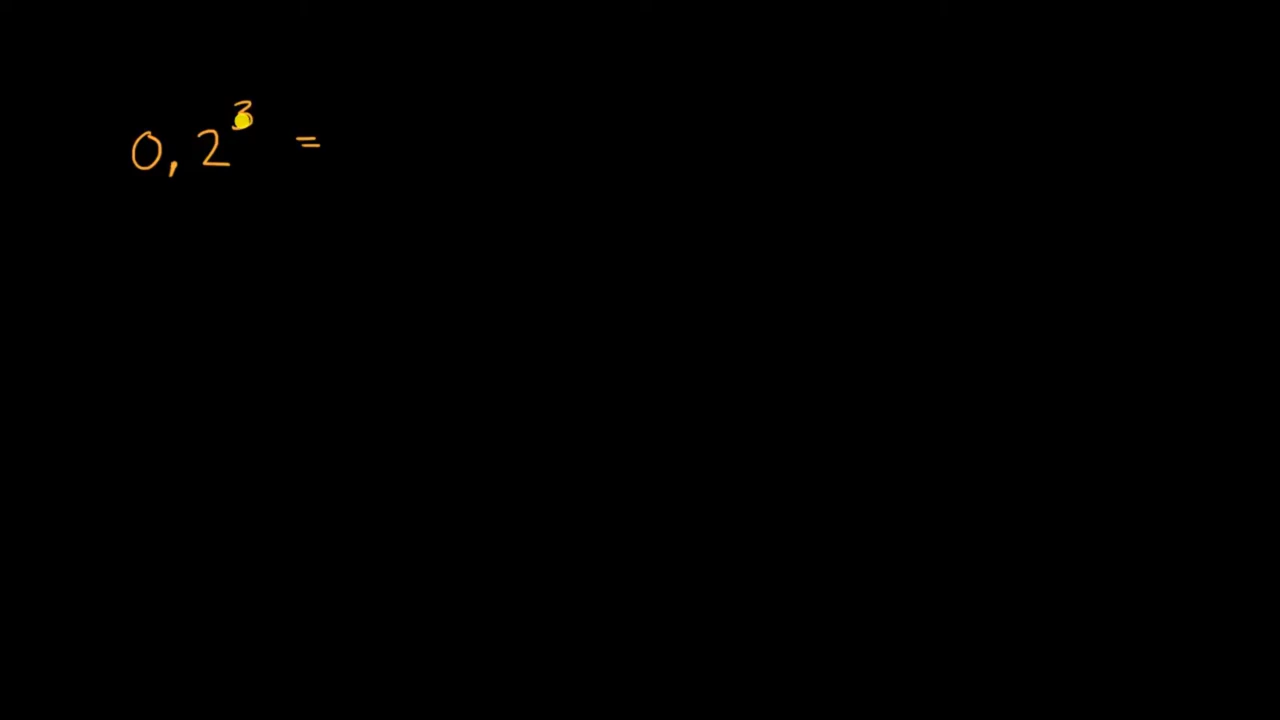 0,2³ =